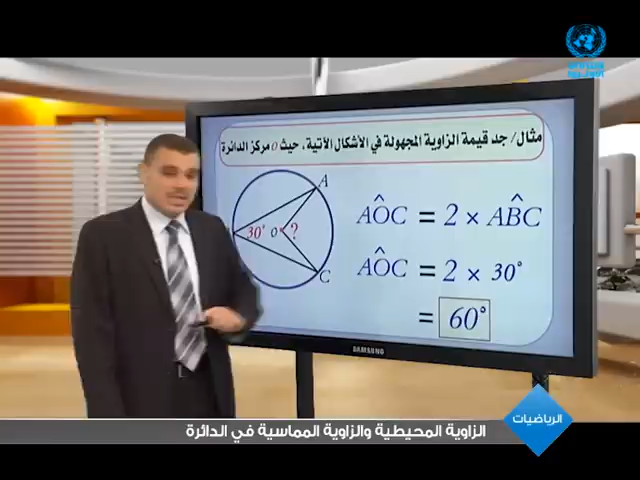 مثال/ جد قيمة الزاوية المجهولة في الأشكال الآتية، حيث O مركز الدائرة
A
30° O ?
C
AÔC = 2 × AB̂C
AÔC = 2 × 30°
= 60°
SAMSUNG
الرياضيات
الزاوية المحيطية والزاوية المماسية في الدائرة